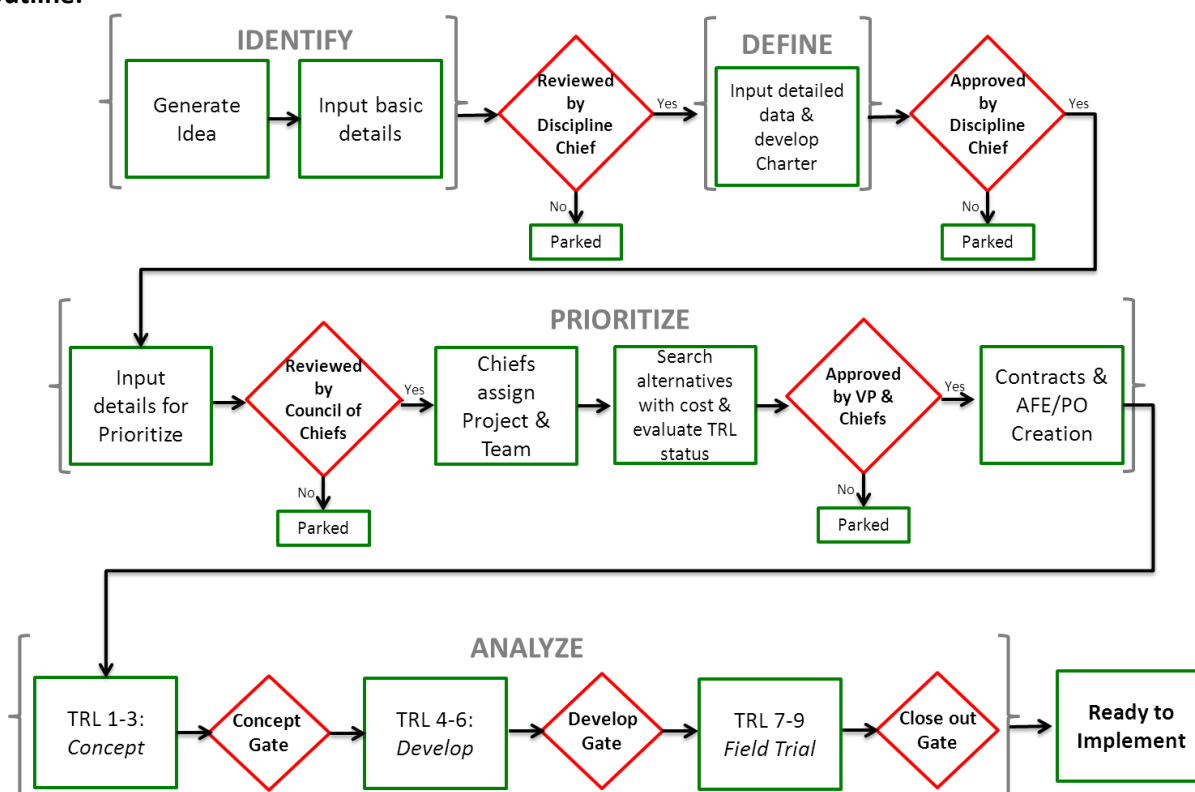 IDENTIFY
Generate
Idea
Input basic
details
Reviewed
by
Discipline
Chief
Yes
No
Parked
DEFINE
Input detailed
data &
develop
Charter
Approved
by
Discipline
Chief
Yes
No
Parked
PRIORITIZE
Input
details for
Prioritize
Reviewed
by
Council of
Chiefs
Yes
No
Parked
Chiefs
assign
Project &
Team
Search
alternatives
with cost &
evaluate TRL
status
Approved
by VP &
Chiefs
Yes
No
Parked
Contracts &
AFE/PO
Creation
ANALYZE
TRL 1-3:
Concept
Concept
Gate
TRL 4-6:
Develop
Develop
Gate
TRL 7-9
Field Trial
Close out
Gate
Ready to
Implement